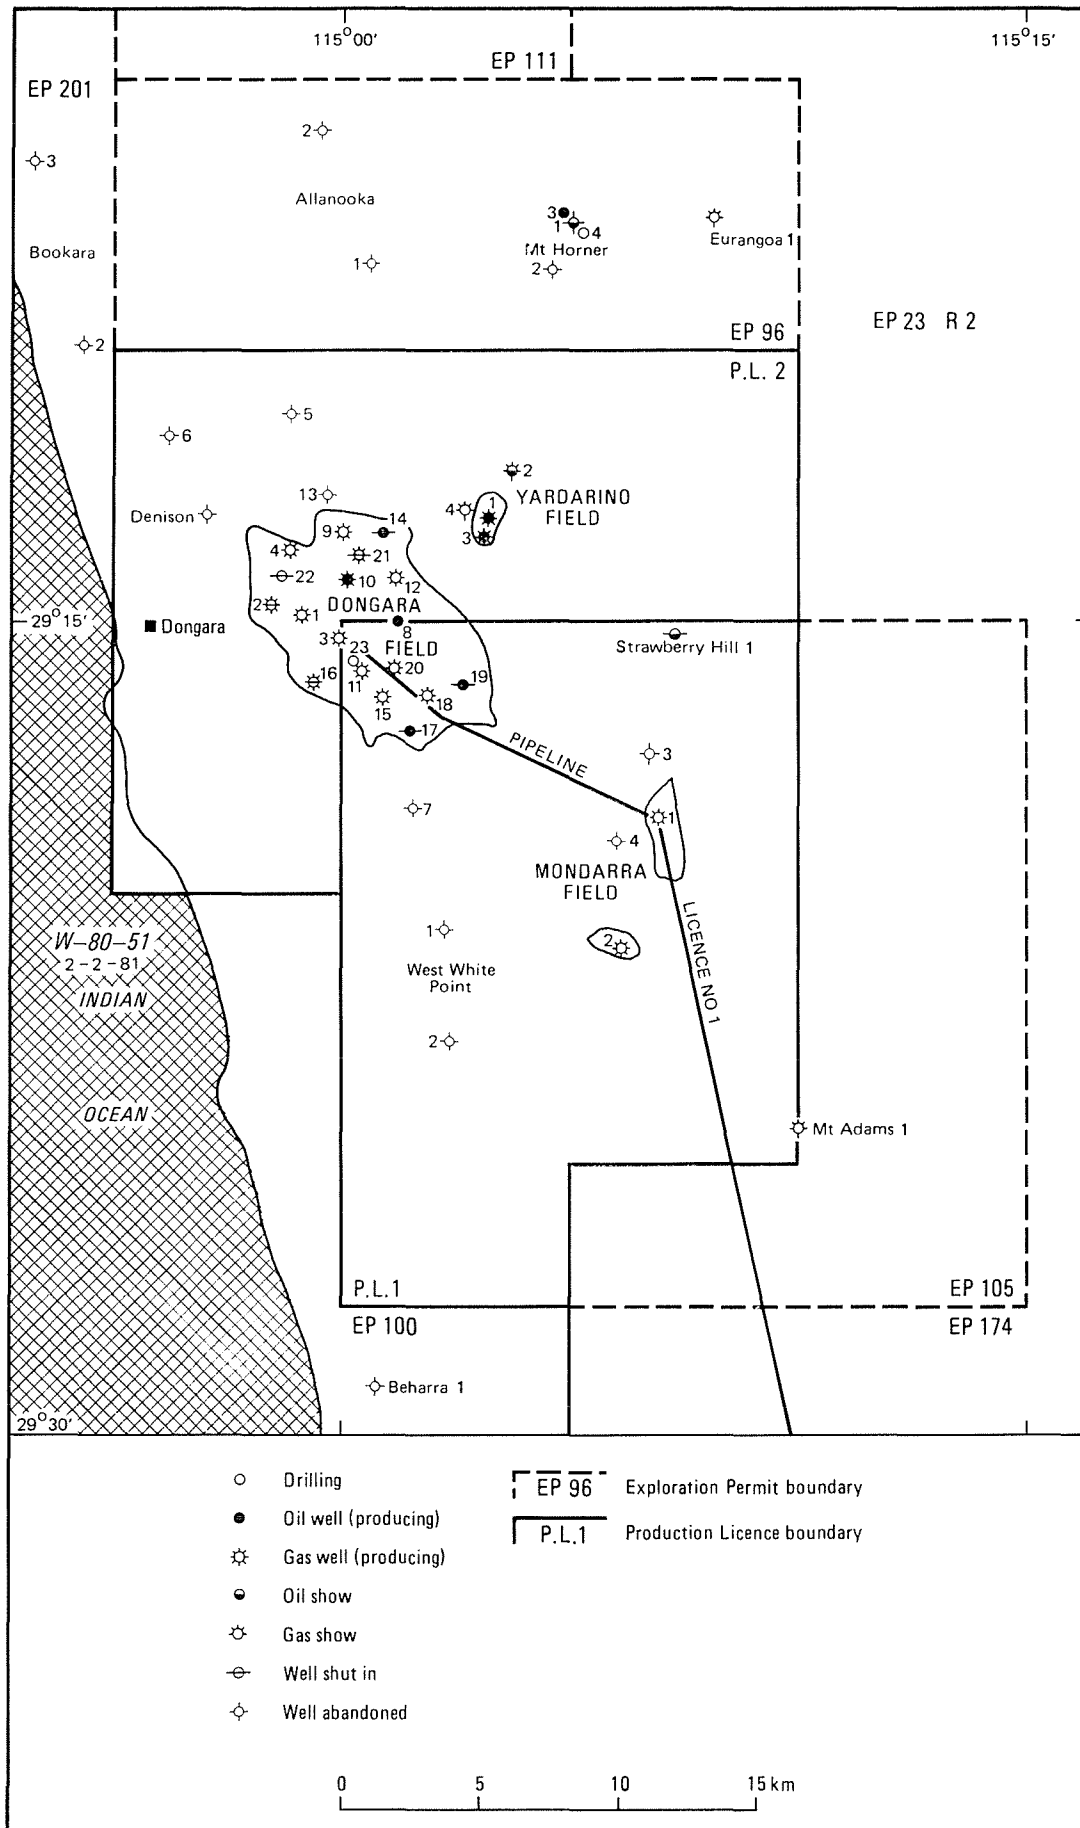 115°00'
115°15'
EP 111
EP 201
2
3
Allanooka
3
1
4
Mt Horner
Eurangoa 1
Bookara
1
2
EP 23 R 2
EP 96
2
P.L. 2
5
6
2
YARDARINO
FIELD
13
4
1
3
Denison
14
9
4
21
22
10
12
2
1
DONGARA
FIELD
29°15'
Dongara
8
3
23
Strawberry Hill 1
16
11
20
19
15
18
17
PIPELINE
3
7
1
4
MONDARRA
FIELD
LICENCE NO 1
W-80-51
2-2-81
INDIAN
OCEAN
1
2
West White
Point
2
Mt Adams 1
P.L.1
EP 105
EP 100
EP 174
Beharra 1
29°30'
Drilling
Oil well (producing)
Gas well (producing)
Oil show
Gas show
Well shut in
Well abandoned
EP 96 Exploration Permit boundary
P.L.1 Production Licence boundary
0 5 10 15 km